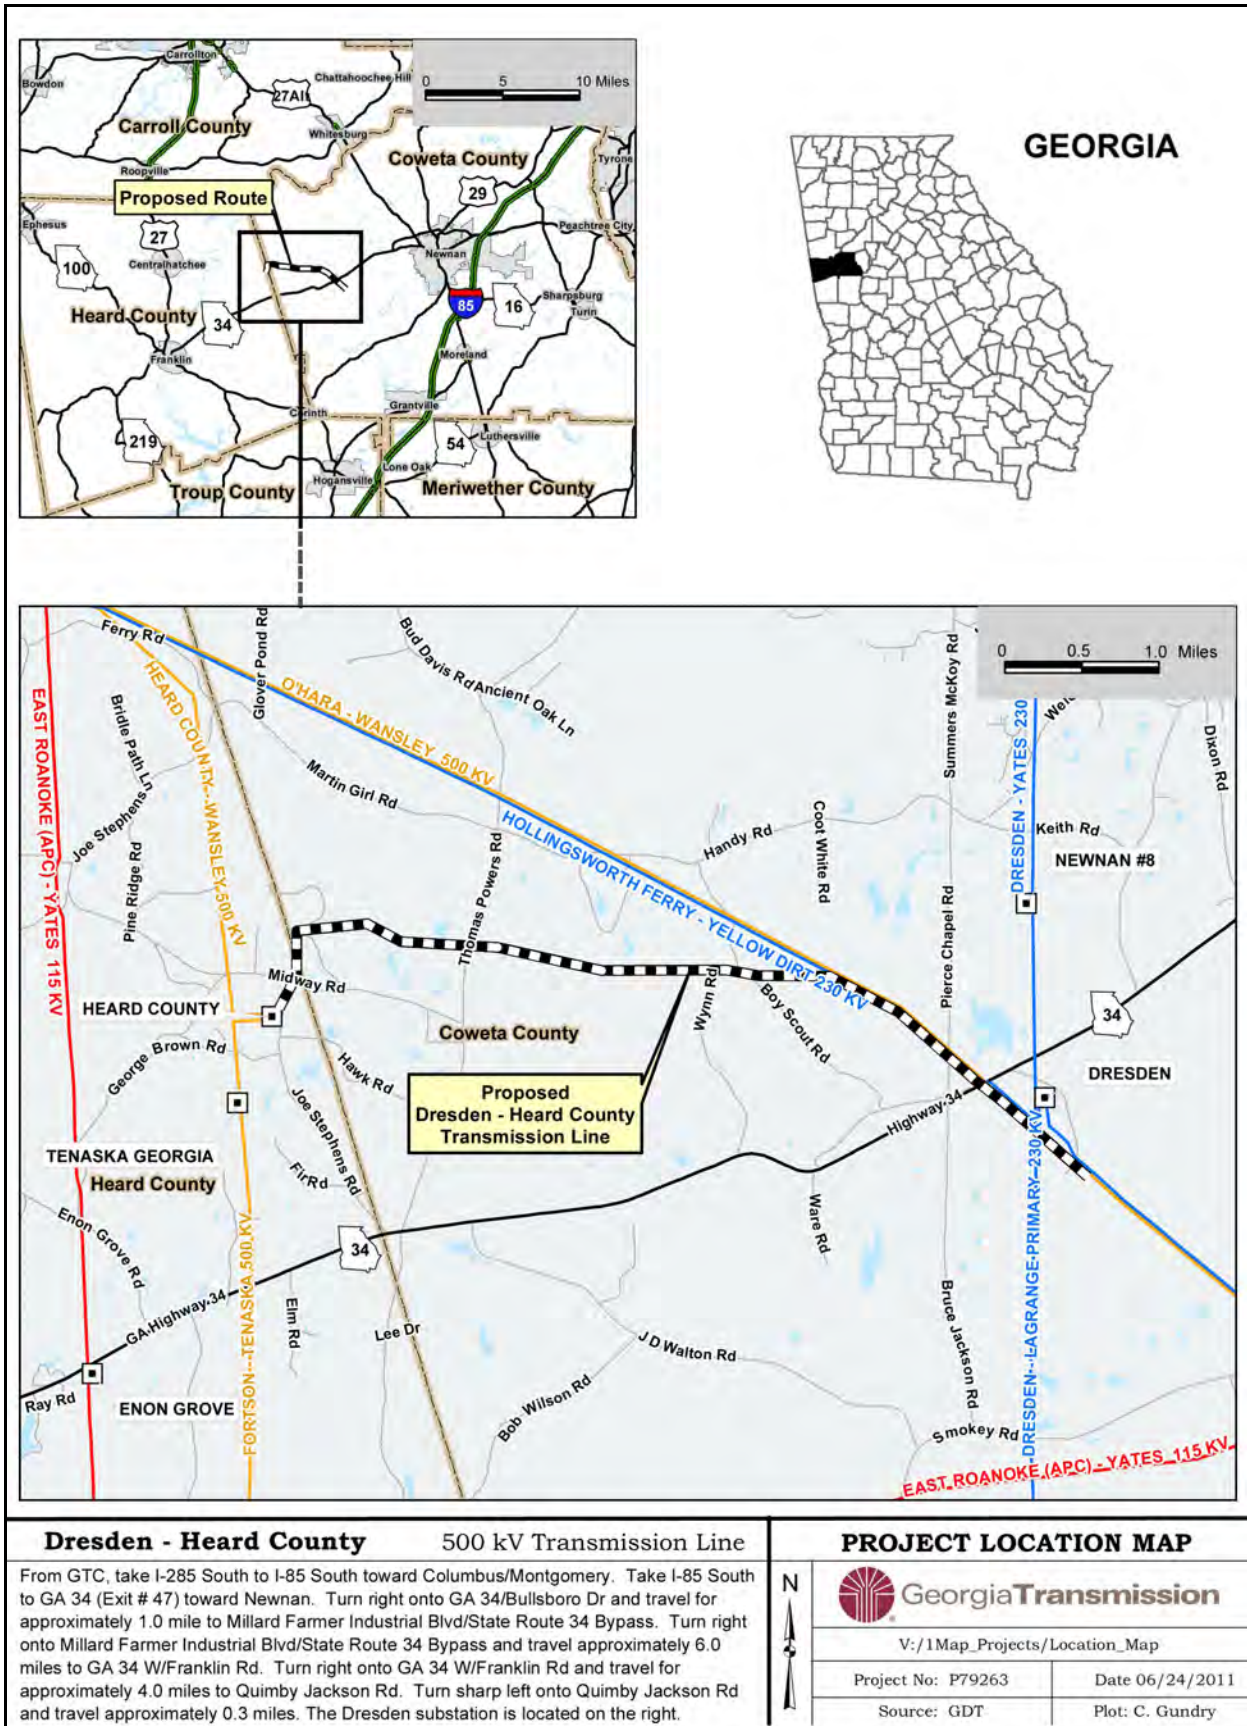 Carrollton
Bowdon
27Alt
Chattahoochee Hill
0 5 10 Miles
Carroll County
Whitesburg
Coweta County
Tyrone
Roopville
Proposed Route
29
Ephesus
27
Peachtree City
100
Centralhatchee
Newnan
Heard County
34
85
16
Sharpsburg
Turin
Franklin
Moreland
Corinth
Grantville
219
54
Luthersville
Lone Oak
Troup County
Hogansville
Meriwether County
GEORGIA
Ferry Rd
Glover Pond Rd
Bud Davis Rd
Ancient Oak Ln
Summers McKoy Rd
0 0.5 1.0 Miles
EAST ROANOKE (APC) - YATES 115 KV
HEARD COUNTY - WANSLEY 500 KV
Bridle Path Ln
O'HARA - WANSLEY 500 KV
DRESDEN - YATES 230
Dixon Rd
Martin Girl Rd
HOLLINGSWORTH FERRY - YELLOW DIRT 230 KV
Joe Stephens
Pine Ridge Rd
Thomas Powers Rd
Handy Rd
Coot White Rd
Keith Rd
NEWNAN #8
Pierce Chapel Rd
Midway Rd
HEARD COUNTY
Wynn Rd
Boy Scout Rd
34
Coweta County
George Brown Rd
Hawk Rd
Joe Stephens Rd
Proposed
Dresden - Heard County
Transmission Line
Highway 34
DRESDEN
TENASKA GEORGIA
Heard County
Fir Rd
Enon Grove Rd
34
Ware Rd
DRESDEN - LAGRANGE PRIMARY 230 KV
FORTSON - TENASKA 500 KV
GA Highway 34
Elm Rd
Lee Dr
J D Walton Rd
Bruce Jackson Rd
Ray Rd
ENON GROVE
Bob Wilson Rd
Smokey Rd
EAST ROANOKE (APC) - YATES 115 KV
Dresden - Heard County 500 kV Transmission Line
From GTC, take I-285 South to I-85 South toward Columbus/Montgomery. Take I-85 South
to GA 34 (Exit # 47) toward Newnan. Turn right onto GA 34/Bullsboro Dr and travel for
approximately 1.0 mile to Millard Farmer Industrial Blvd/State Route 34 Bypass. Turn right
onto Millard Farmer Industrial Blvd/State Route 34 Bypass and travel approximately 6.0
miles to GA 34 W/Franklin Rd. Turn right onto GA 34 W/Franklin Rd and travel for
approximately 4.0 miles to Quimby Jackson Rd. Turn sharp left onto Quimby Jackson Rd
and travel approximately 0.3 miles. The Dresden substation is located on the right.
PROJECT LOCATION MAP
N
GeorgiaTransmission
V:/1Map_Projects/Location_Map
Project No: P79263
Date 06/24/2011
Source: GDT
Plot: C. Gundry